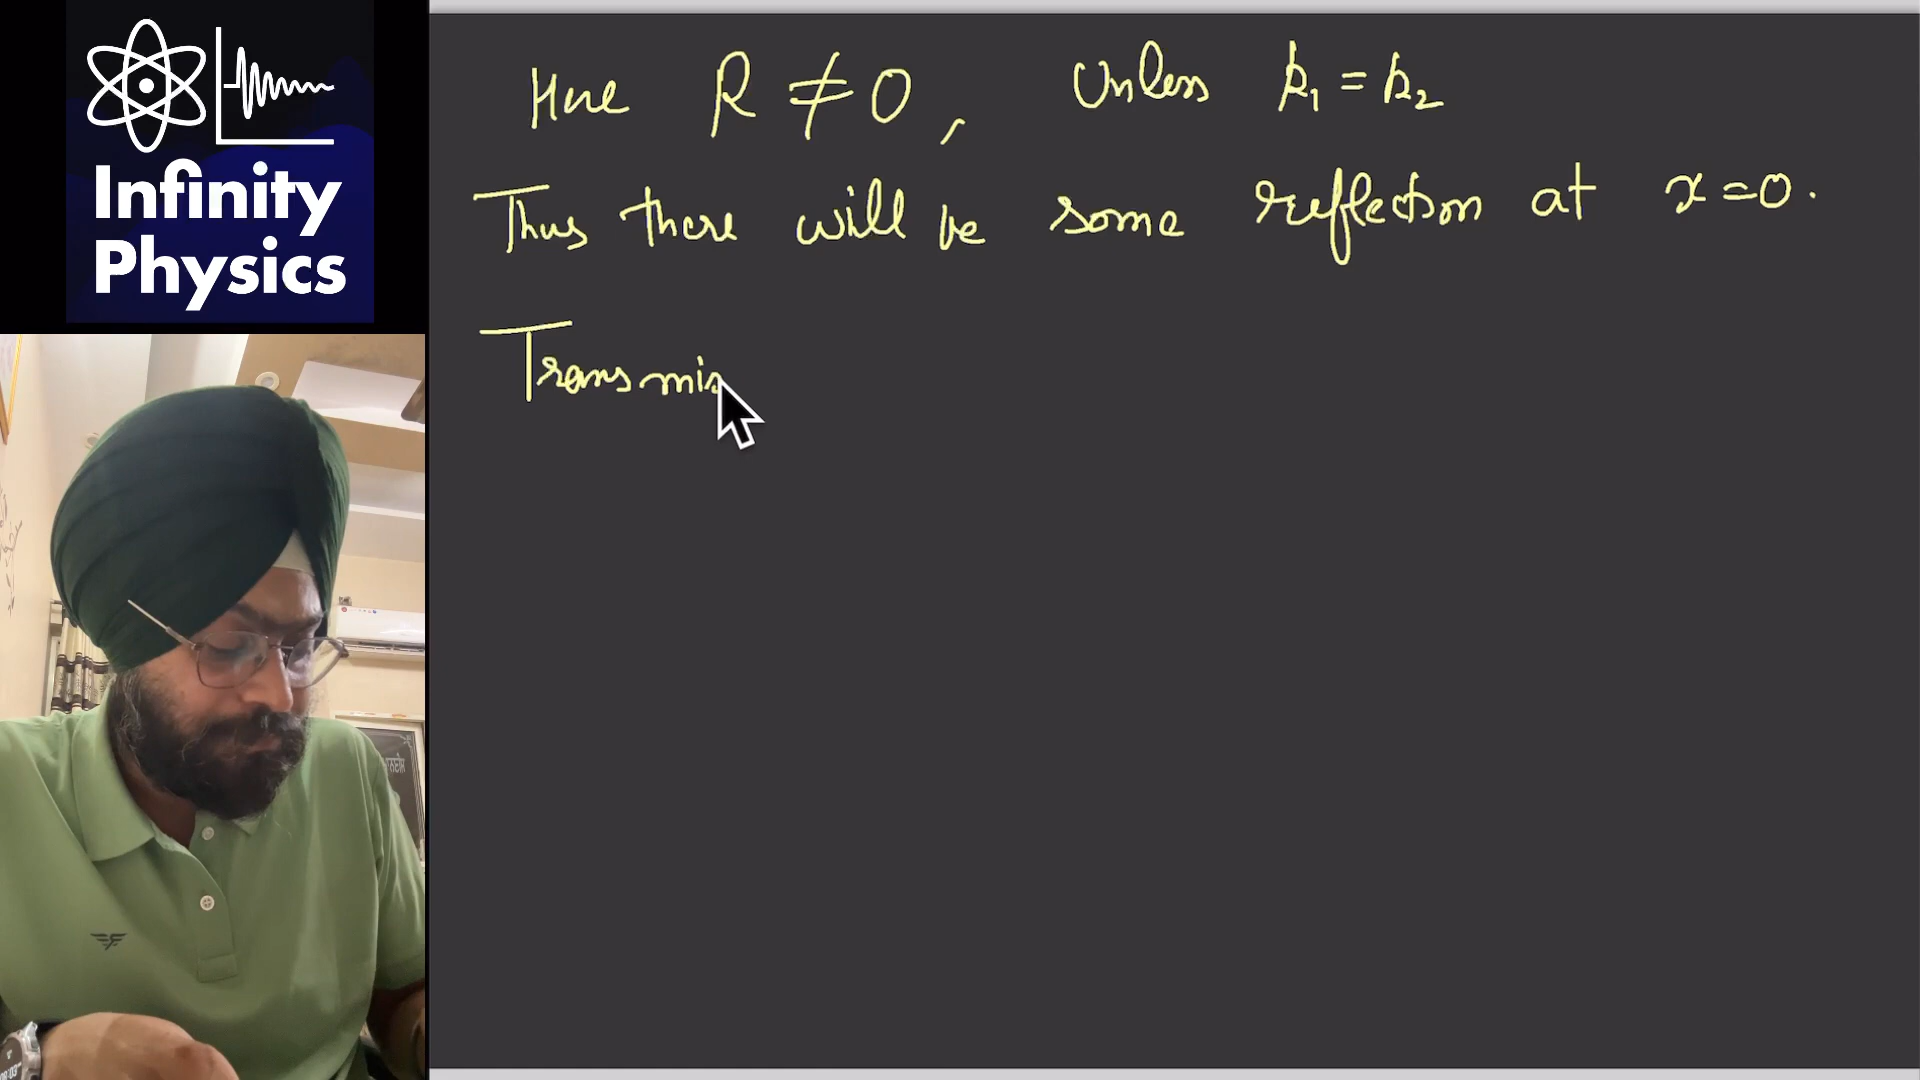 Infinity
Physics
Here R ≠ 0, Unless k₁ = k₂
Thus there will be some reflection at x = 0.
Transmis